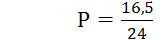 P = 16,5/24